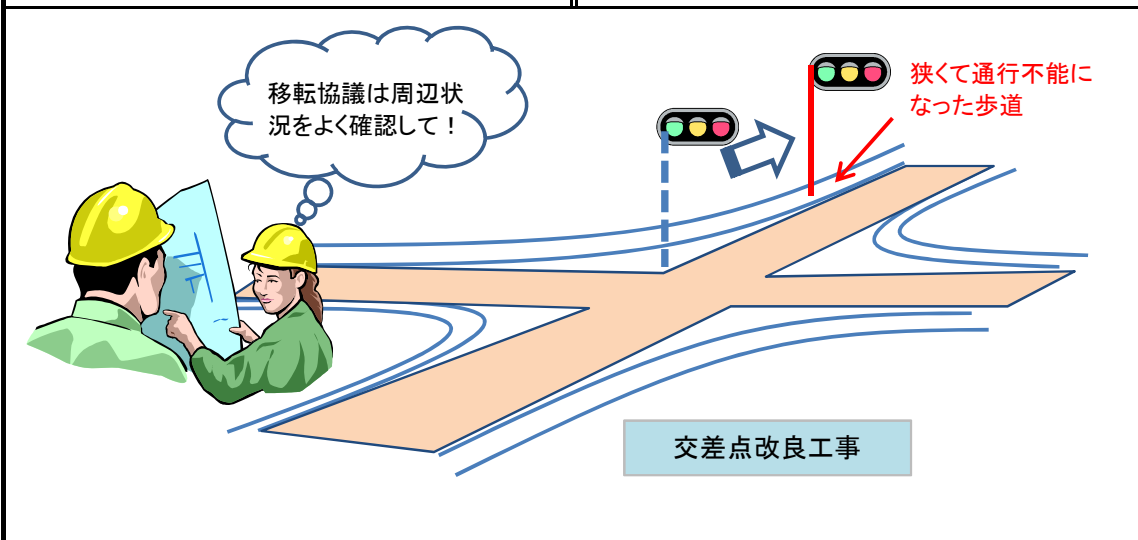 移転協議は周辺状
況をよく確認して！
狭くて通行不能に
なった歩道
交差点改良工事